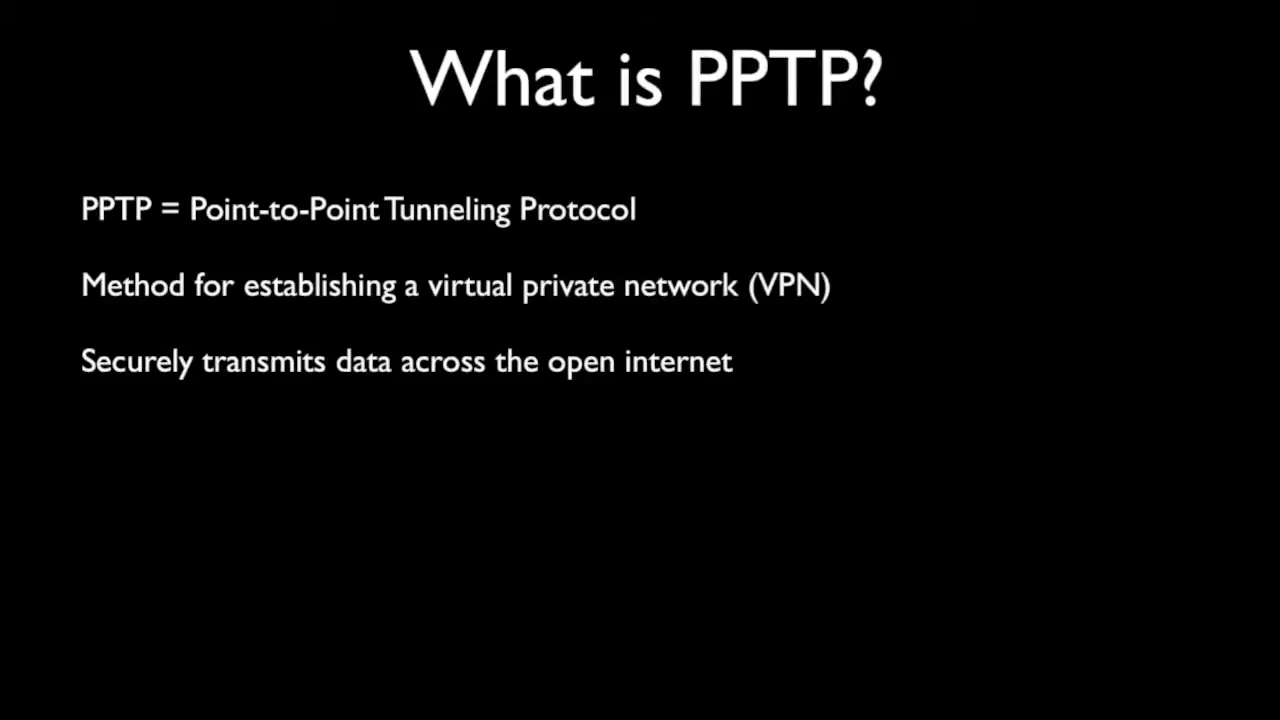 What is PPTP?
PPTP = Point-to-Point Tunneling Protocol
Method for establishing a virtual private network (VPN)
Securely transmits data across the open internet